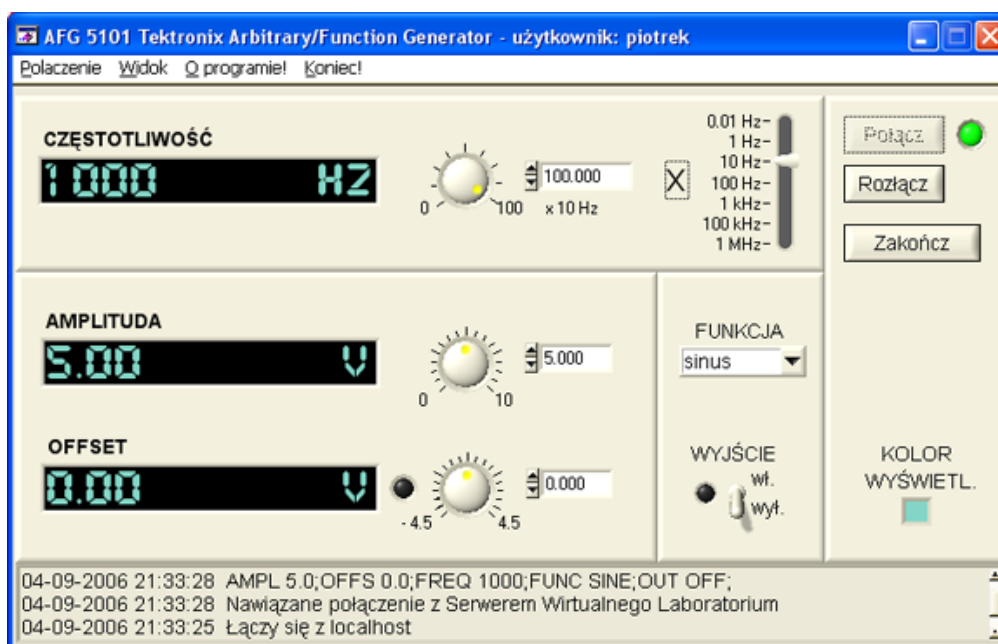 AFG 5101 Tektronix Arbitrary/Function Generator - użytkownik: piotrek
Polaczenie Widok O programie! Koniec!
CZĘSTOTLIWOŚĆ
1000 HZ
0 100
100.000
x 10 Hz
X
0.01 Hz
1 Hz
10 Hz
100 Hz
1 kHz
100 kHz
1 MHz
Połącz
Rozłącz
Zakończ
AMPLITUDA
5.00 V
0 10
5.000
OFFSET
0.00 V
-4.5 4.5
0.000
FUNKCJA
sinus
WYJŚCIE
wł.
wył.
KOLOR
WYŚWIETL.
04-09-2006 21:33:28 AMPL 5.0;OFFS 0.0;FREQ 1000;FUNC SINE;OUT OFF;
04-09-2006 21:33:28 Nawiązane połączenie z Serwerem Wirtualnego Laboratorium
04-09-2006 21:33:25 Łączy się z localhost